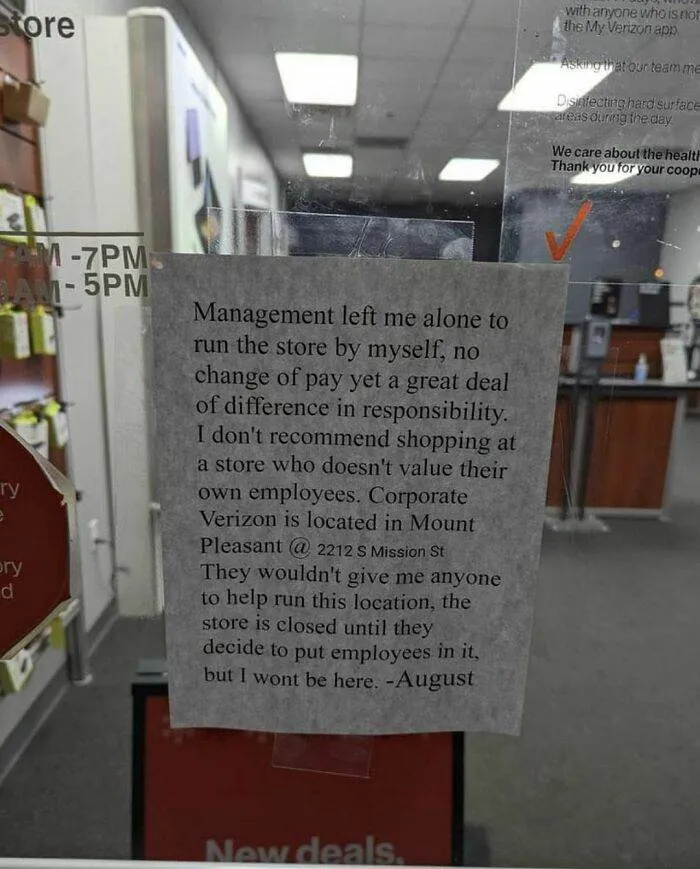 store
with anyone who is not
the My Verizon app.
Asking that our team me
Disinfecting hard surface
areas during the day.
We care about the health
Thank you for your coop
AM -7PM
AM- 5PM
Management left me alone to
run the store by myself, no
change of pay yet a great deal
of difference in responsibility.
I don't recommend shopping at
a store who doesn't value their
own employees. Corporate
Verizon is located in Mount
Pleasant @ 2212 S Mission St
They wouldn't give me anyone
to help run this location, the
store is closed until they
decide to put employees in it,
but I wont be here. -August
ry
ory
d
New deals.